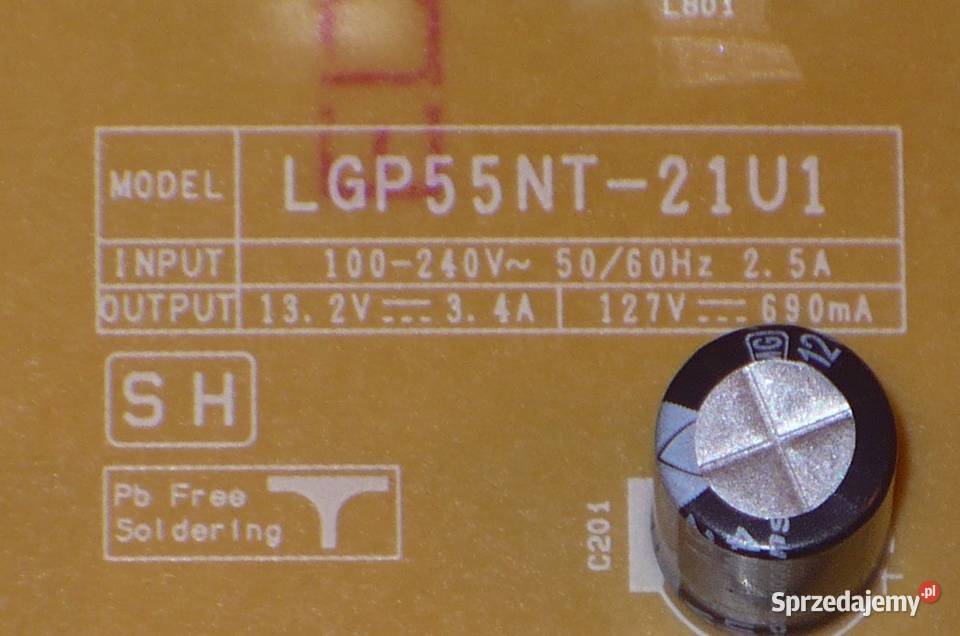 L801
MODEL LGP55NT-21U1
INPUT 100-240V~ 50/60Hz 2.5A
OUTPUT 13.2V⎓3.4A 127V⎓690mA
SH
Pb Free
Soldering
C201
Sprzedajemy.pl